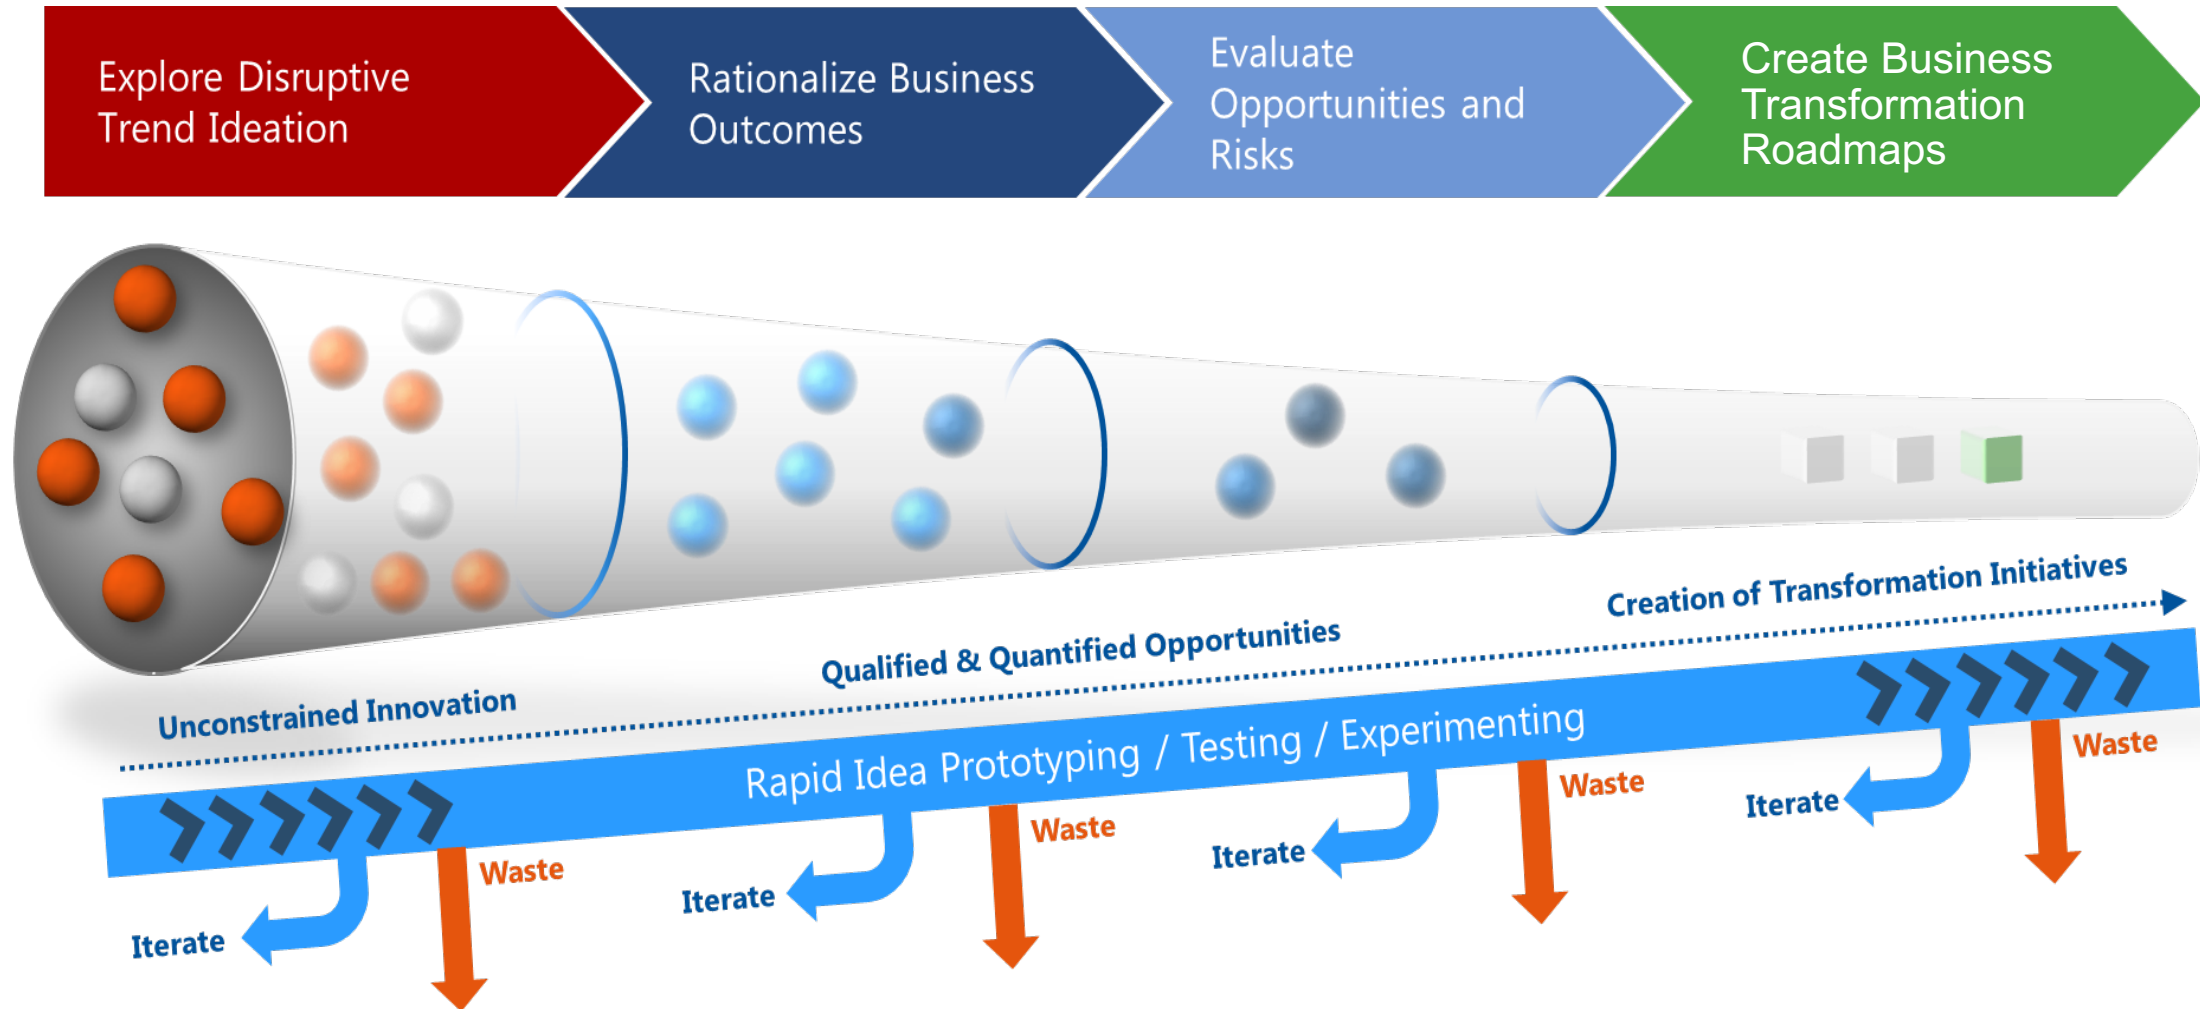 Explore Disruptive
Trend Ideation
Rationalize Business
Outcomes
Evaluate
Opportunities and
Risks
Create Business
Transformation
Roadmaps
Unconstrained Innovation
Qualified & Quantified Opportunities
Creation of Transformation Initiatives
Rapid Idea Prototyping / Testing / Experimenting
Iterate
Waste
Iterate
Waste
Iterate
Waste
Iterate
Waste